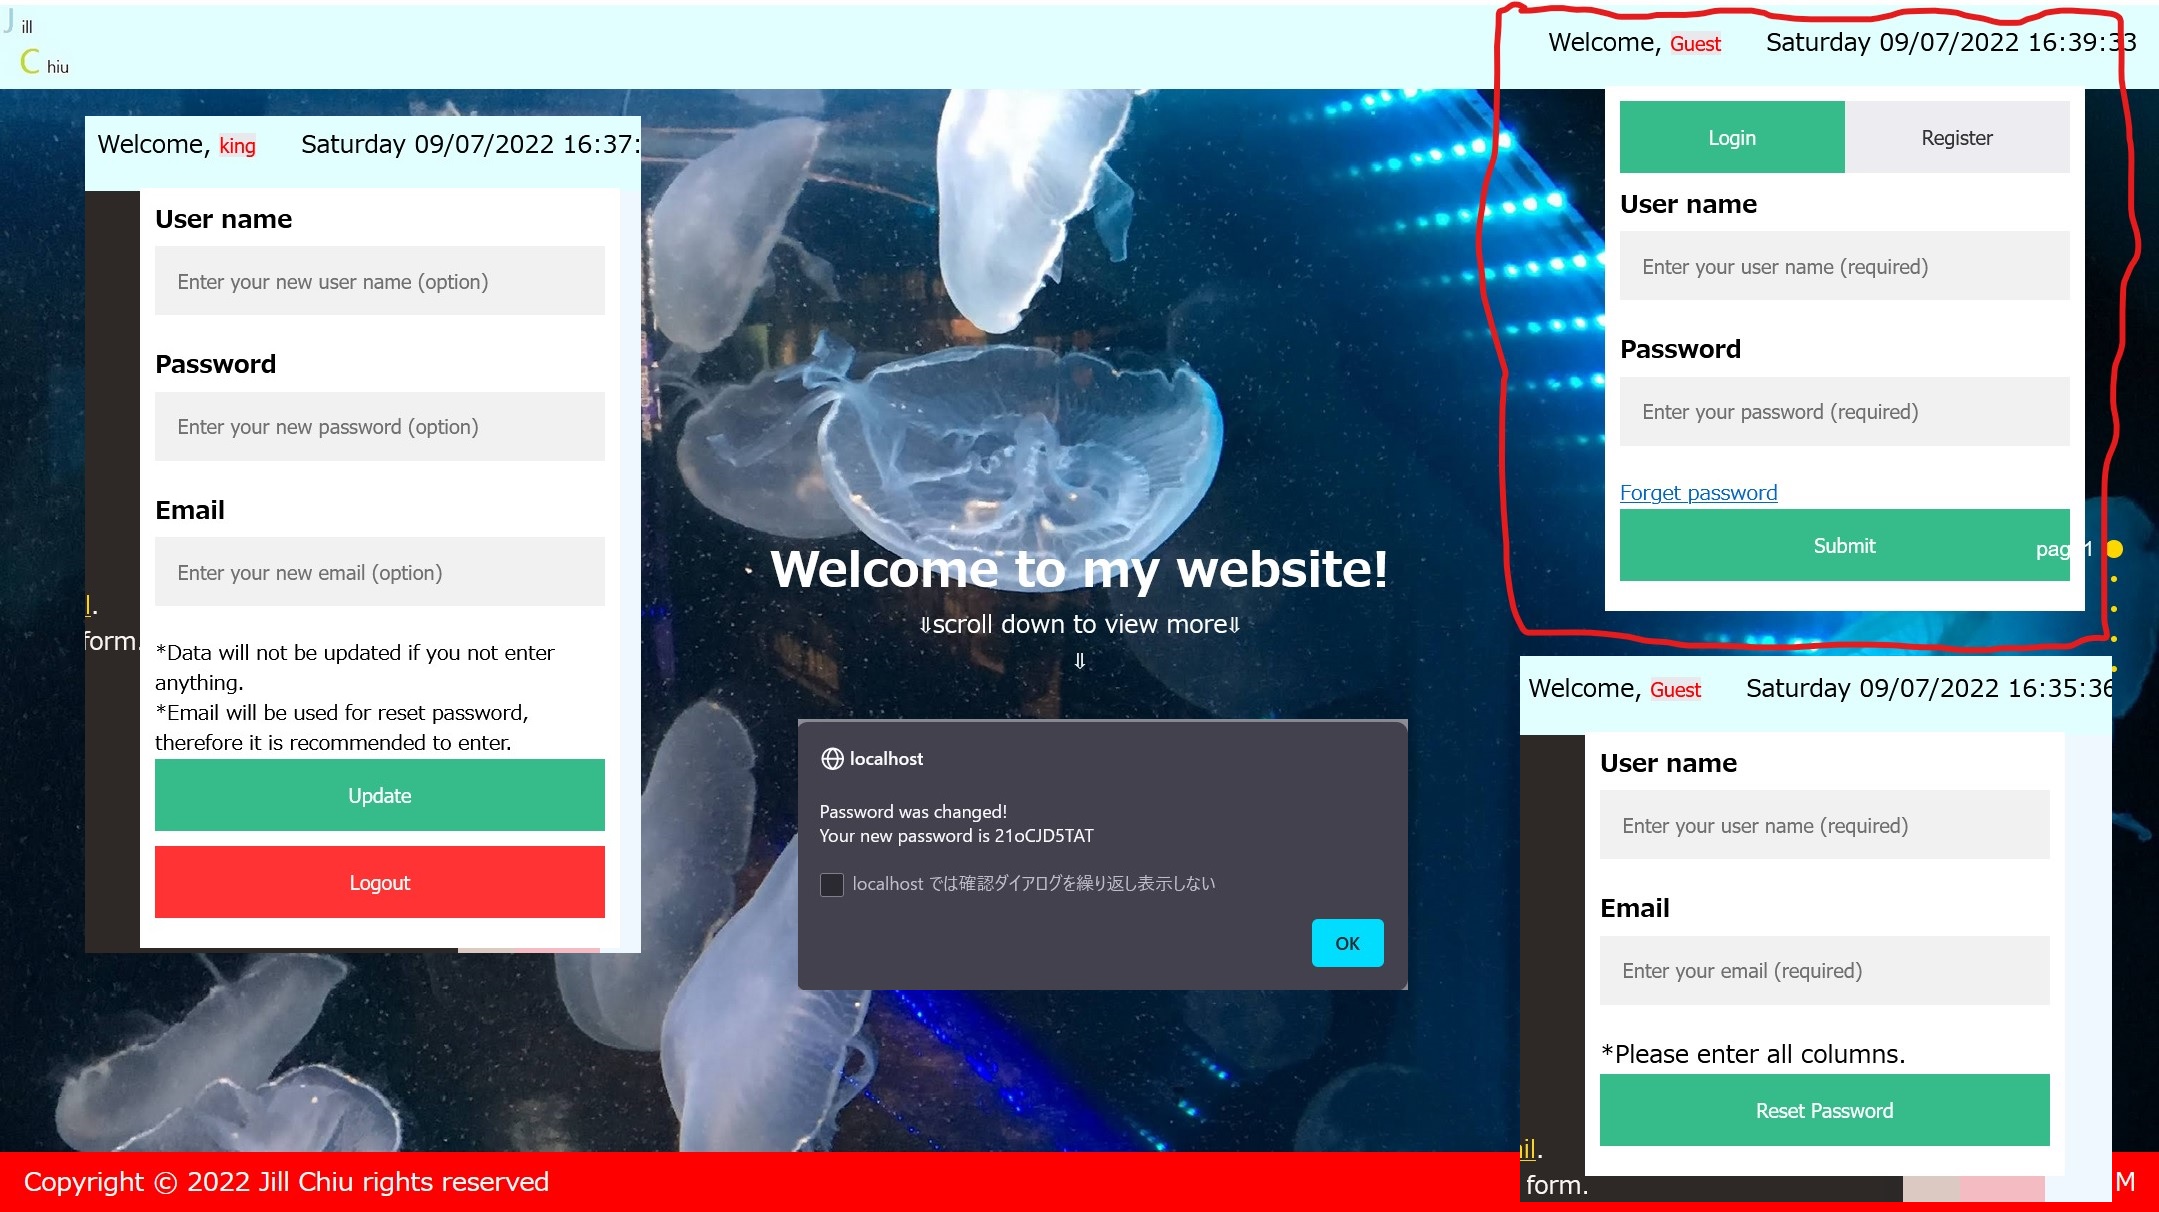 J ill
C hiu
Welcome, Guest Saturday 09/07/2022 16:39:33
Login Register
User name
Enter your user name (required)
Password
Enter your password (required)
Forget password
Submit
page1
Welcome, king Saturday 09/07/2022 16:37:
User name
Enter your new user name (option)
Password
Enter your new password (option)
Email
Enter your new email (option)
l.
form.
*Data will not be updated if you not enter
anything.
*Email will be used for reset password,
therefore it is recommended to enter.
Update
Logout
Welcome to my website!
⇓scroll down to view more⇓
⇓
localhost
Password was changed!
Your new password is 21oCJD5TAT
localhost では確認ダイアログを繰り返し表示しない
OK
Welcome, Guest Saturday 09/07/2022 16:35:36
User name
Enter your user name (required)
Email
Enter your email (required)
*Please enter all columns.
Reset Password
ail.
form.
Copyright © 2022 Jill Chiu rights reserved
M